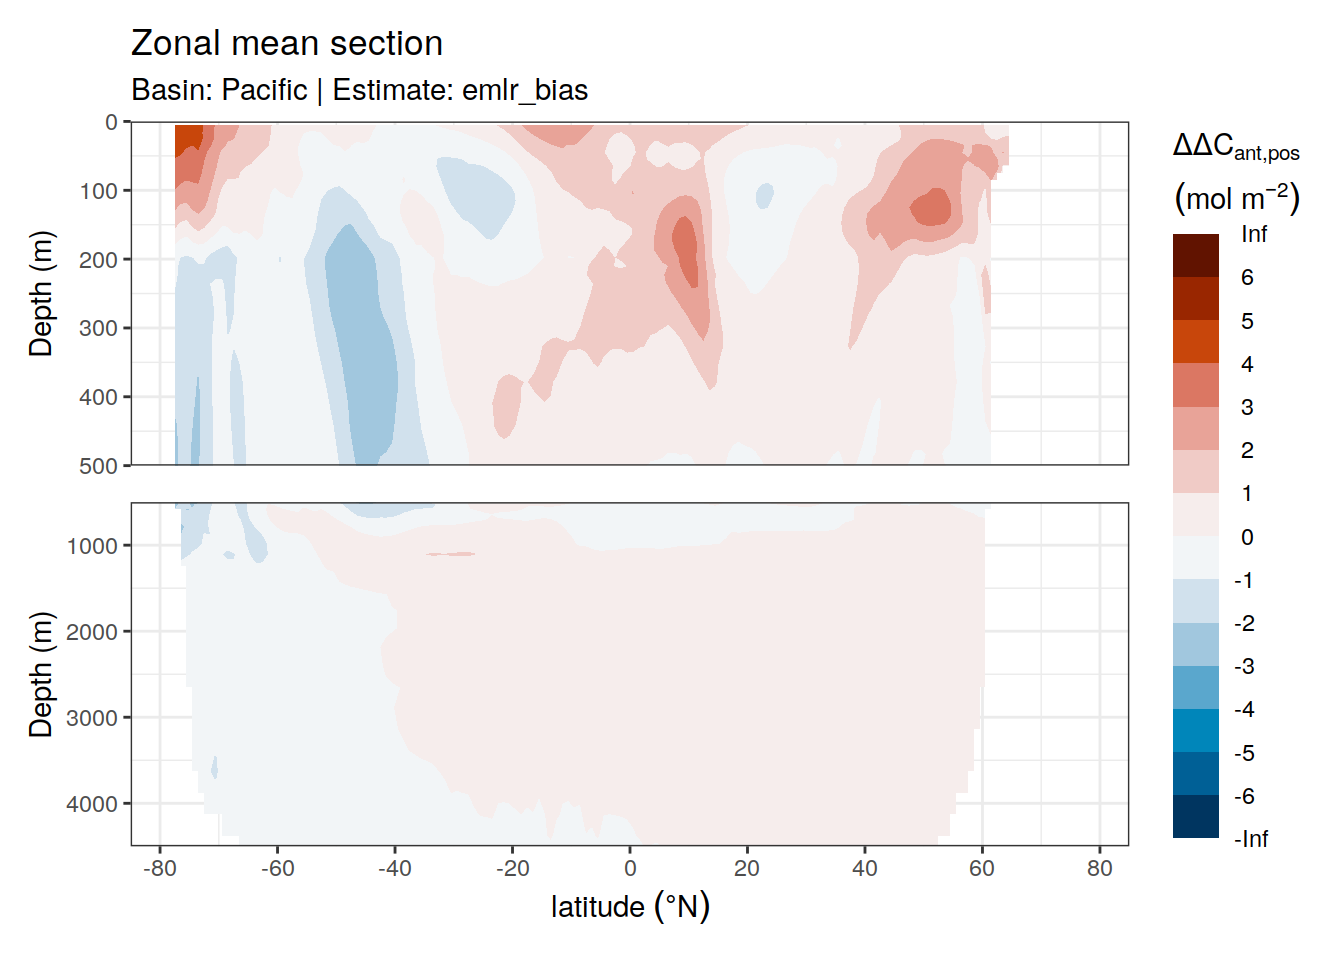 Zonal mean section
Basin: Pacific | Estimate: emlr_bias
0
100
200
300
400
500
Depth (m)
1000
2000
3000
4000
Depth (m)
-80 -60 -40 -20 0 20 40 60 80
latitude (°N)
ΔΔCant,pos
(mol m−2)
Inf
6
5
4
3
2
1
0
-1
-2
-3
-4
-5
-6
-Inf